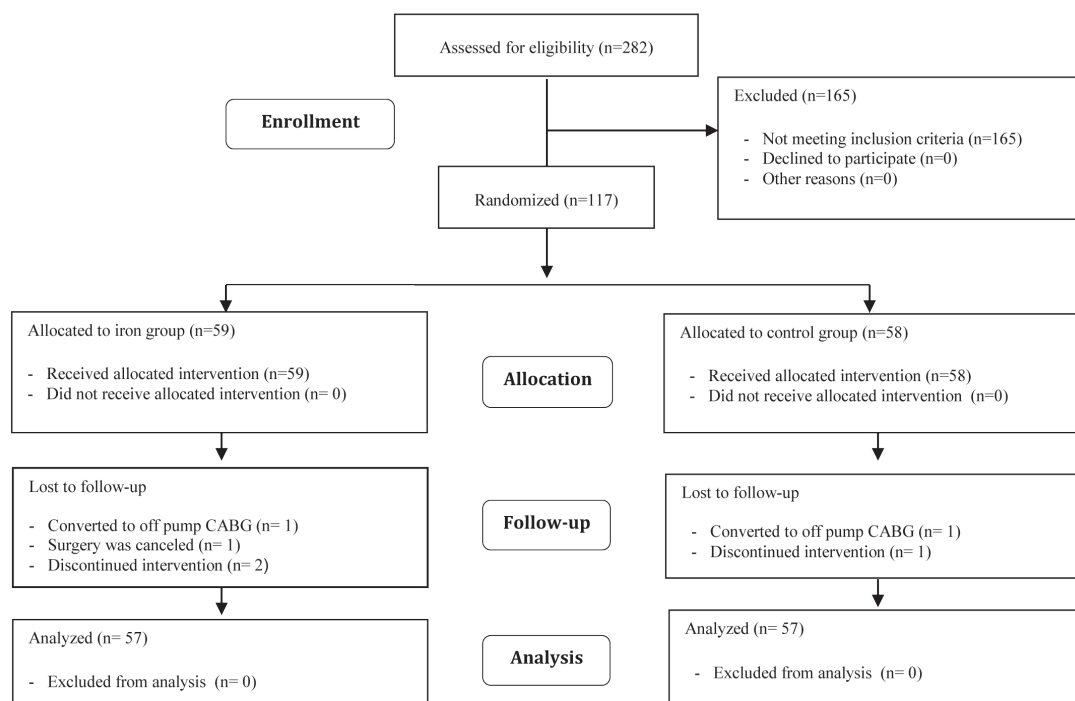 Assessed for eligibility (n=282)
Enrollment
Excluded (n=165)
- Not meeting inclusion criteria (n=165)
- Declined to participate (n=0)
- Other reasons (n=0)
Randomized (n=117)
Allocated to iron group (n=59)
- Received allocated intervention (n=59)
- Did not receive allocated intervention (n= 0)
Allocation
Allocated to control group (n=58)
- Received allocated intervention (n=58)
- Did not receive allocated intervention (n=0)
Lost to follow-up
- Converted to off pump CABG (n= 1)
- Surgery was canceled (n= 1)
- Discontinued intervention (n= 2)
Follow-up
Lost to follow-up
- Converted to off pump CABG (n= 1)
- Discontinued intervention (n= 1)
Analyzed (n= 57)
- Excluded from analysis (n= 0)
Analysis
Analyzed (n= 57)
- Excluded from analysis (n= 0)